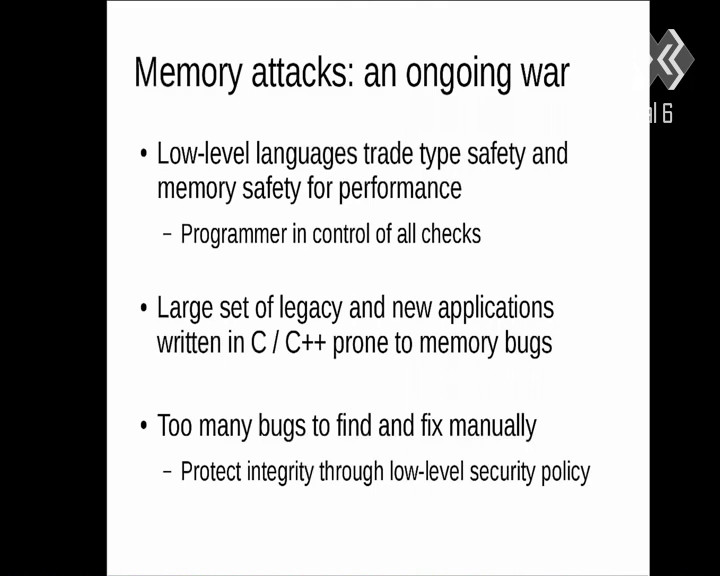 Memory attacks: an ongoing war
• Low-level languages trade type safety and
memory safety for performance
– Programmer in control of all checks
• Large set of legacy and new applications
written in C / C++ prone to memory bugs
• Too many bugs to find and fix manually
– Protect integrity through low-level security policy
6